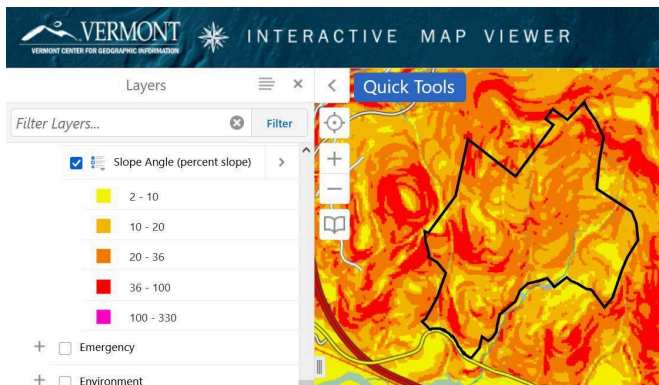 VERMONT
VERMONT CENTER FOR GEOGRAPHIC INFORMATION
INTERACTIVE MAP VIEWER
Layers
Quick Tools
Filter Layers...
Filter
Slope Angle (percent slope)
2 - 10
10 - 20
20 - 36
36 - 100
100 - 330
Emergency
Environment